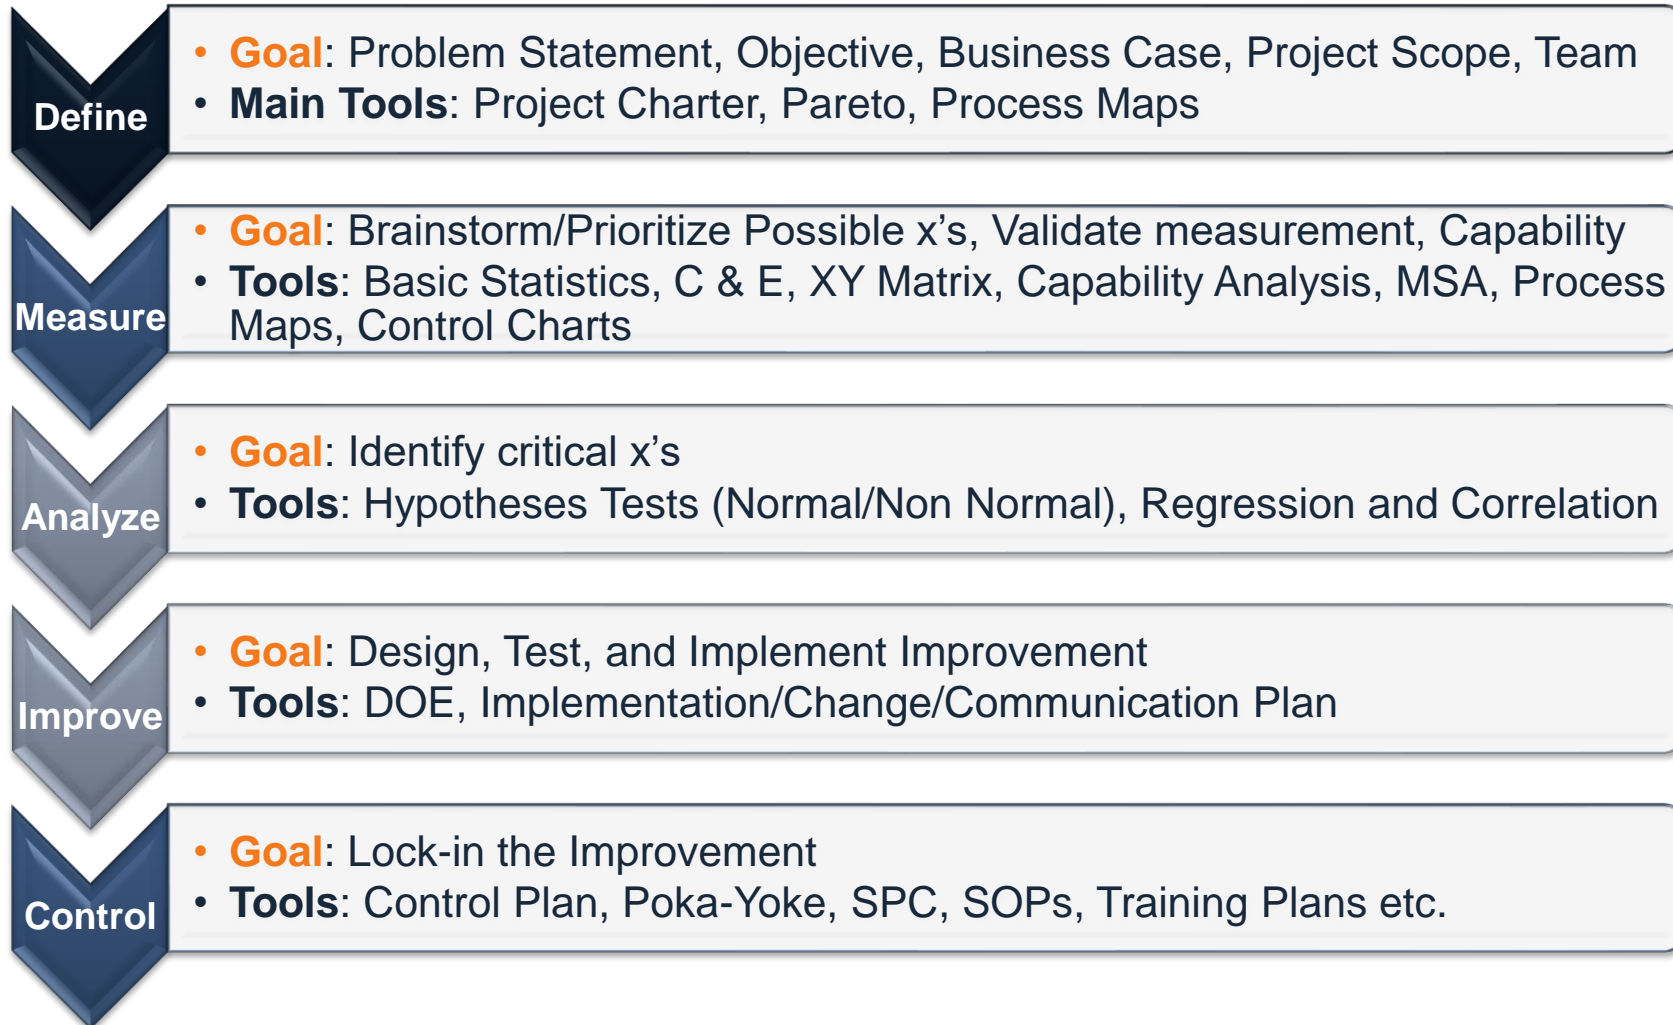 Define
• Goal: Problem Statement, Objective, Business Case, Project Scope, Team
• Main Tools: Project Charter, Pareto, Process Maps
Measure
• Goal: Brainstorm/Prioritize Possible x’s, Validate measurement, Capability
• Tools: Basic Statistics, C & E, XY Matrix, Capability Analysis, MSA, Process
Maps, Control Charts
Analyze
• Goal: Identify critical x’s
• Tools: Hypotheses Tests (Normal/Non Normal), Regression and Correlation
Improve
• Goal: Design, Test, and Implement Improvement
• Tools: DOE, Implementation/Change/Communication Plan
Control
• Goal: Lock-in the Improvement
• Tools: Control Plan, Poka-Yoke, SPC, SOPs, Training Plans etc.